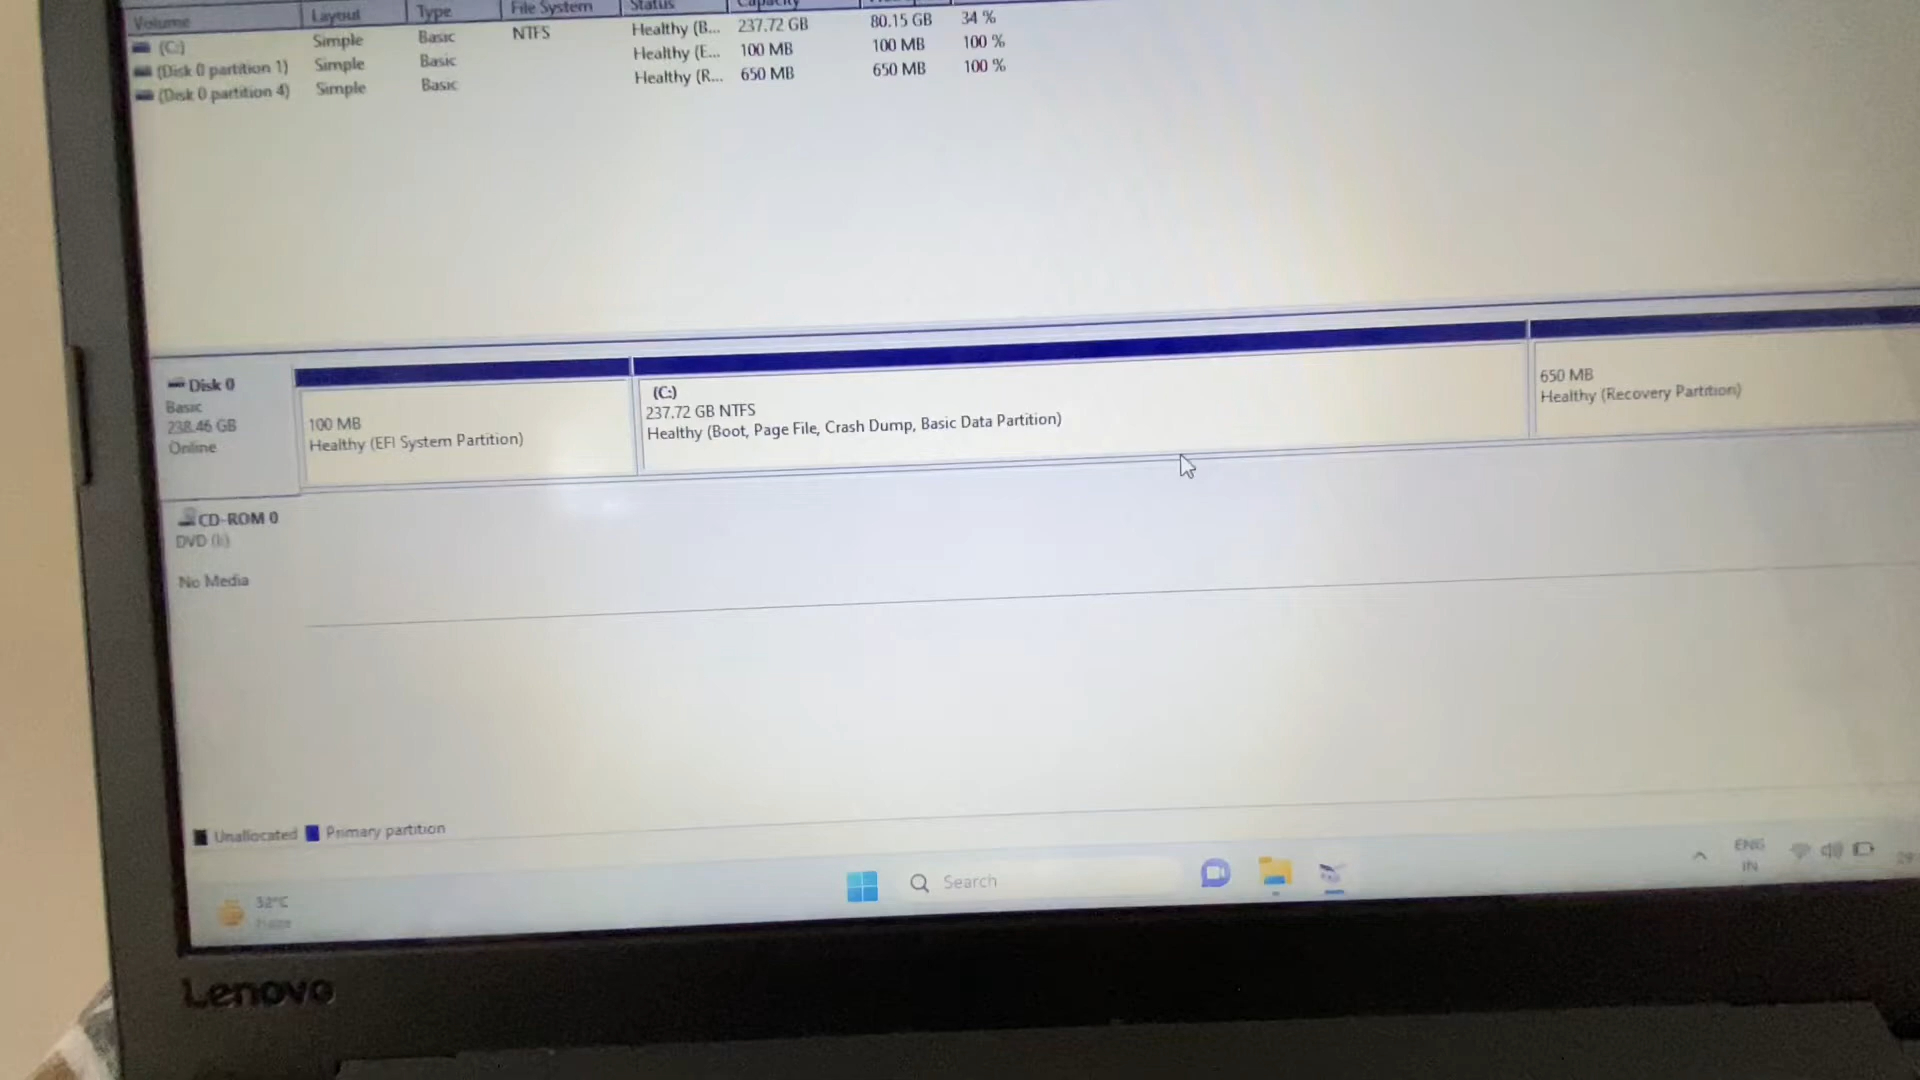 Volume Layout Type File System Status Capacity
(C:) Simple Basic NTFS Healthy (B... 237.72 GB 80.15 GB 34 %
(Disk 0 partition 1) Simple Basic Healthy (E... 100 MB 100 MB 100 %
(Disk 0 partition 4) Simple Basic Healthy (R... 650 MB 650 MB 100 %
Disk 0
Basic
238.46 GB
Online
100 MB
Healthy (EFI System Partition)
(C:)
237.72 GB NTFS
Healthy (Boot, Page File, Crash Dump, Basic Data Partition)
650 MB
Healthy (Recovery Partition)
CD-ROM 0
DVD
No Media
Unallocated Primary partition
32°C
Haze
Search
ENG
IN
Lenovo